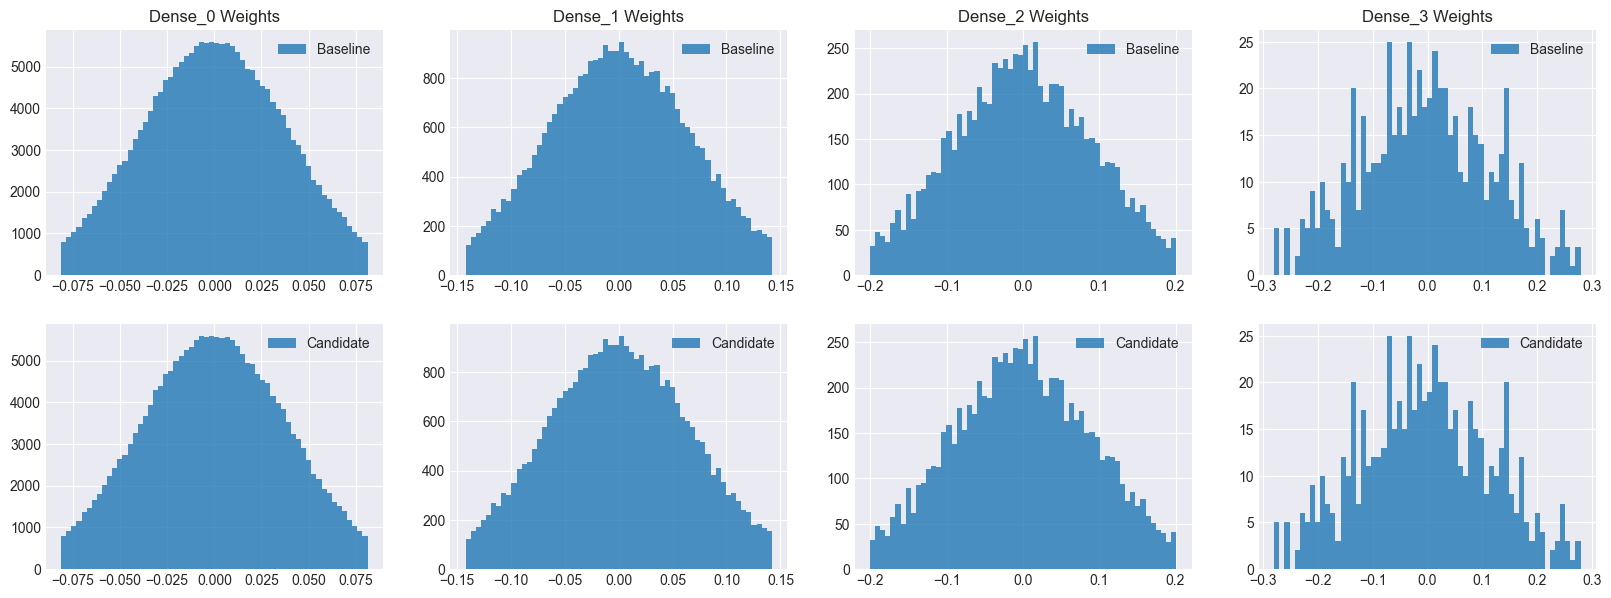 Dense_0 Weights
Baseline
5000
4000
3000
2000
1000
0
−0.075 −0.050 −0.025 0.000 0.025 0.050 0.075
Dense_1 Weights
Baseline
800
600
400
200
0
−0.15 −0.10 −0.05 0.00 0.05 0.10 0.15
Dense_2 Weights
Baseline
250
200
150
100
50
0
−0.2 −0.1 0.0 0.1 0.2
Dense_3 Weights
Baseline
25
20
15
10
5
0
−0.3 −0.2 −0.1 0.0 0.1 0.2 0.3
Candidate
5000
4000
3000
2000
1000
0
−0.075 −0.050 −0.025 0.000 0.025 0.050 0.075
Candidate
800
600
400
200
0
−0.15 −0.10 −0.05 0.00 0.05 0.10 0.15
Candidate
250
200
150
100
50
0
−0.2 −0.1 0.0 0.1 0.2
Candidate
25
20
15
10
5
0
−0.3 −0.2 −0.1 0.0 0.1 0.2 0.3